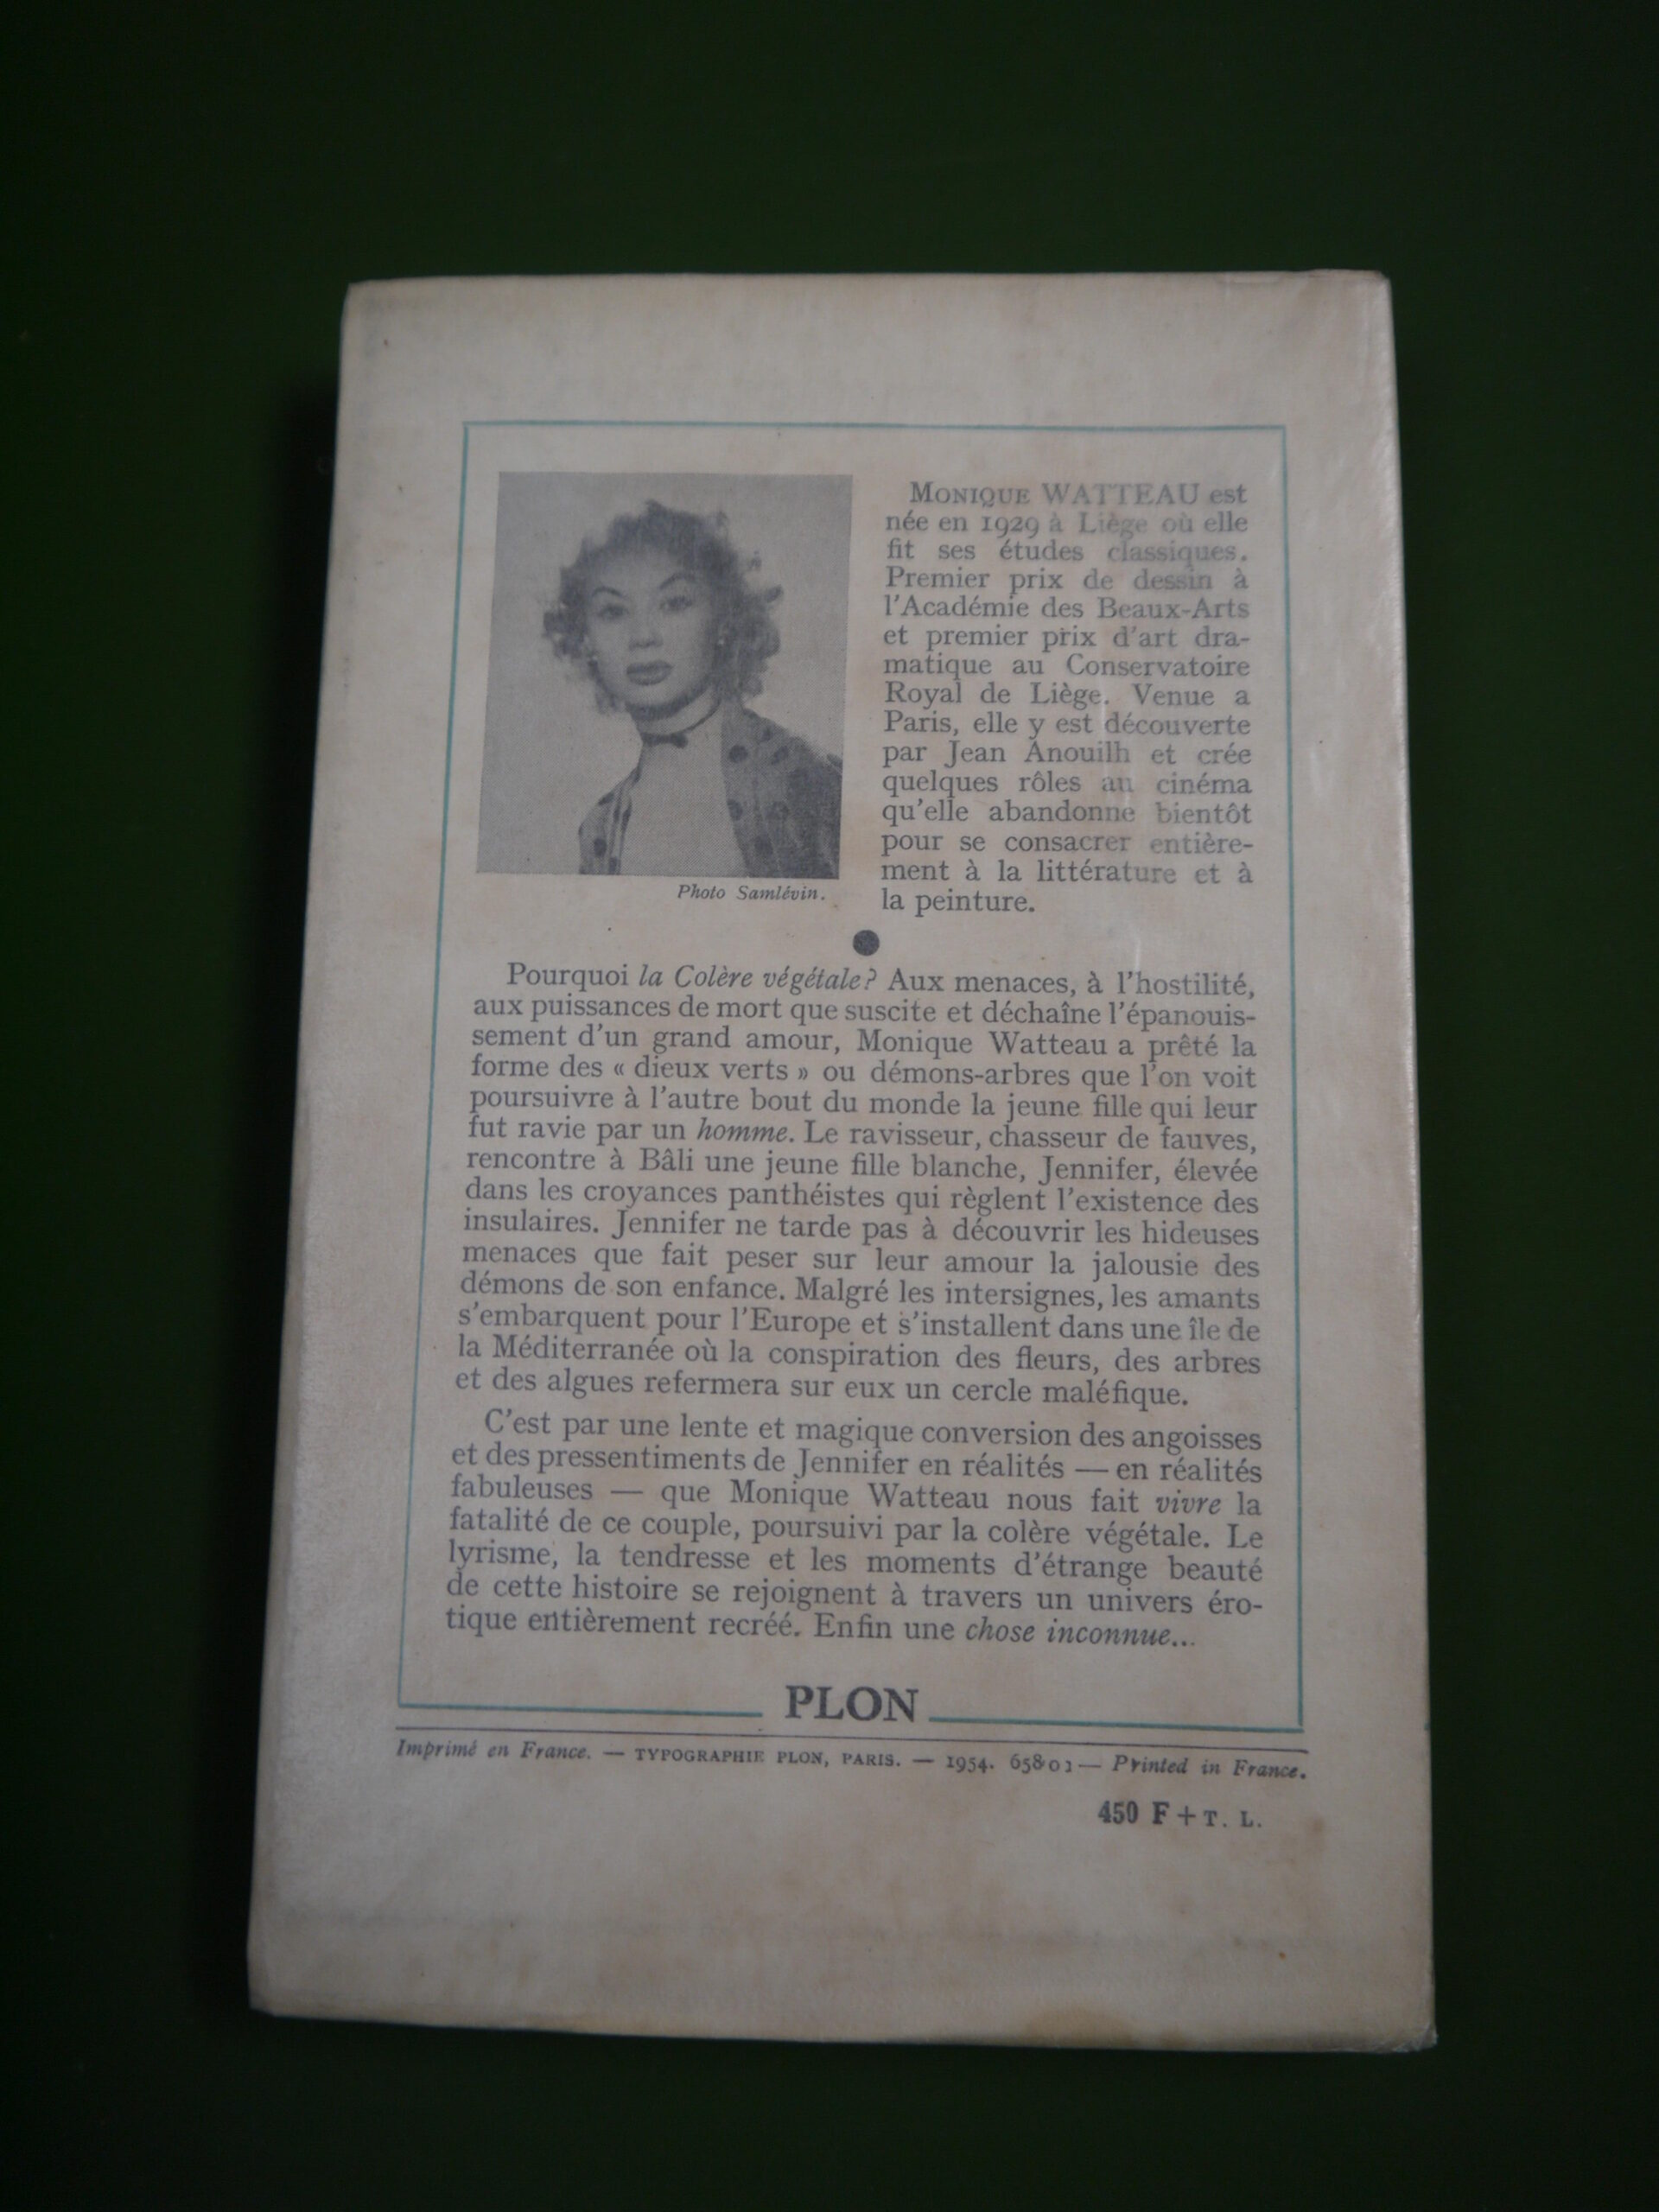 MONIQUE WATTEAU est
née en 1929 à Liège où elle
fit ses études classiques.
Premier prix de dessin à
l'Académie des Beaux-Arts
et premier prix d'art dra-
matique au Conservatoire
Royal de Liège. Venue a
Paris, elle y est découverte
par Jean Anouilh et crée
quelques rôles au cinéma
qu'elle abandonne bientôt
pour se consacrer entière-
ment à la littérature et à
la peinture.
Photo Samlévin.
Pourquoi la Colère végétale? Aux menaces, à l'hostilité,
aux puissances de mort que suscite et déchaîne l'épanouis-
sement d'un grand amour, Monique Watteau a prêté la
forme des « dieux verts » ou démons-arbres que l'on voit
poursuivre à l'autre bout du monde la jeune fille qui leur
fut ravie par un homme. Le ravisseur, chasseur de fauves,
rencontre à Bâli une jeune fille blanche, Jennifer, élevée
dans les croyances panthéistes qui règlent l'existence des
insulaires. Jennifer ne tarde pas à découvrir les hideuses
menaces que fait peser sur leur amour la jalousie des
démons de son enfance. Malgré les intersignes, les amants
s'embarquent pour l'Europe et s'installent dans une île de
la Méditerranée où la conspiration des fleurs, des arbres
et des algues refermera sur eux un cercle maléfique.
C'est par une lente et magique conversion des angoisses
et des pressentiments de Jennifer en réalités — en réalités
fabuleuses — que Monique Watteau nous fait vivre la
fatalité de ce couple, poursuivi par la colère végétale. Le
lyrisme, la tendresse et les moments d'étrange beauté
de cette histoire se rejoignent à travers un univers éro-
tique entièrement recréé. Enfin une chose inconnue...
PLON
Imprimé en France. — TYPOGRAPHIE PLON, PARIS. — 1954. 65801 — Printed in France.
450 F + T. L.